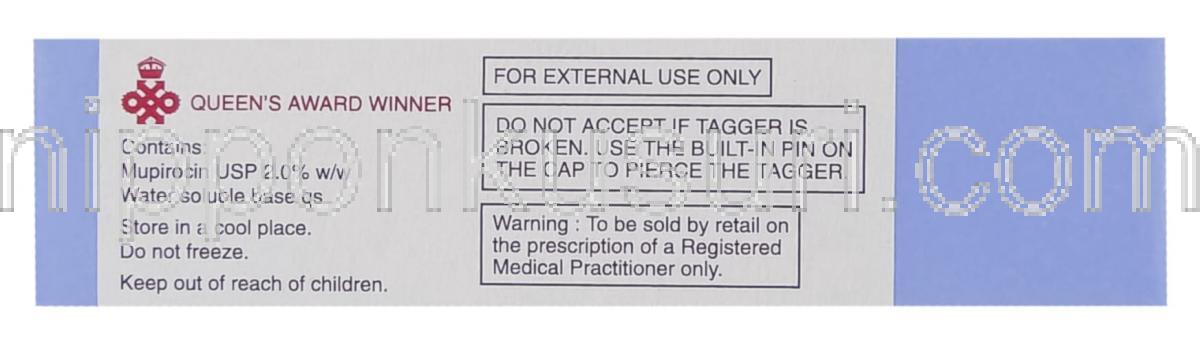 QUEEN'S AWARD WINNER
Contains:
Mupirocin USP 2.0% w/w
Water soluble base qs
Store in a cool place.
Do not freeze.
Keep out of reach of children.
FOR EXTERNAL USE ONLY
DO NOT ACCEPT IF TAGGER IS
BROKEN. USE THE BUILT-IN PIN ON
THE CAP TO PIERCE THE TAGGER.
Warning : To be sold by retail on
the prescription of a Registered
Medical Practitioner only.
nipponkusuri.com